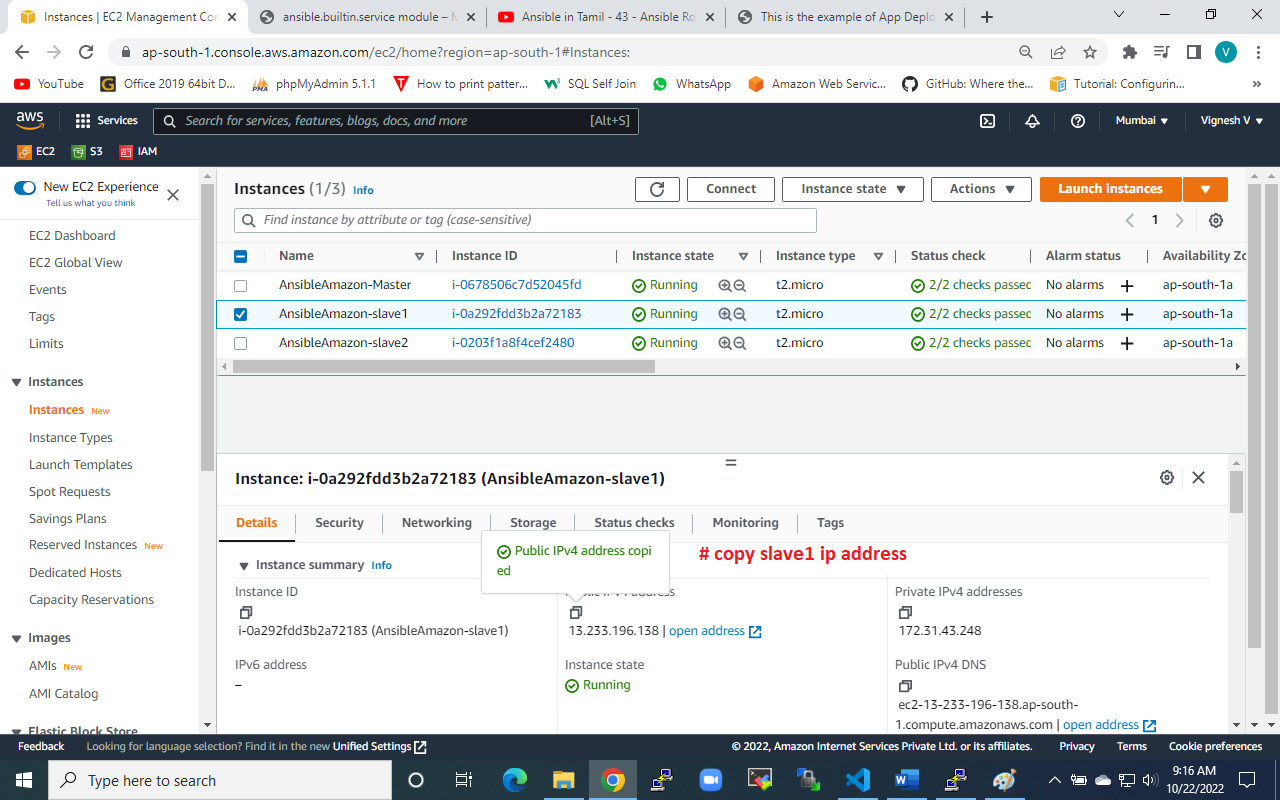 Instances | EC2 Management Con
ansible.builtin.service module – M
Ansible in Tamil - 43 - Ansible Ro
This is the example of App Deplo
ap-south-1.console.aws.amazon.com/ec2/home?region=ap-south-1#Instances:
V
YouTube
Office 2019 64bit D...
phpMyAdmin 5.1.1
How to print patter...
SQL Self Join
WhatsApp
Amazon Web Servic...
GitHub: Where the...
Tutorial: Configurin...
»
aws
Services
Search for services, features, blogs, docs, and more
[Alt+S]
Mumbai
Vignesh V
EC2
S3
IAM
New EC2 Experience
Tell us what you think
EC2 Dashboard
EC2 Global View
Events
Tags
Limits
Instances
Instances New
Instance Types
Launch Templates
Spot Requests
Savings Plans
Reserved Instances New
Dedicated Hosts
Capacity Reservations
Images
AMIs New
AMI Catalog
Elastic Block Store
Instances (1/3) Info
Connect
Instance state
Actions
Launch instances
Find instance by attribute or tag (case-sensitive)
1
Name Instance ID Instance state Instance type Status check Alarm status Availability Zo
AnsibleAmazon-Master i-0678506c7d52045fd Running t2.micro 2/2 checks passed No alarms + ap-south-1a
AnsibleAmazon-slave1 i-0a292fdd3b2a72183 Running t2.micro 2/2 checks passed No alarms + ap-south-1a
AnsibleAmazon-slave2 i-0203f1a8f4cef2480 Running t2.micro 2/2 checks passed No alarms + ap-south-1a
Instance: i-0a292fdd3b2a72183 (AnsibleAmazon-slave1)
Details Security Networking Storage Status checks Monitoring Tags
Public IPv4 address copi
ed
# copy slave1 ip address
Instance summary Info
Instance ID
i-0a292fdd3b2a72183 (AnsibleAmazon-slave1)
Public IPv4 address
13.233.196.138 | open address
Private IPv4 addresses
172.31.43.248
IPv6 address
–
Instance state
Running
Public IPv4 DNS
ec2-13-233-196-138.ap-south-
1.compute.amazonaws.com | open address
Feedback
Looking for language selection? Find it in the new Unified Settings
© 2022, Amazon Internet Services Private Ltd. or its affiliates.
Privacy
Terms
Cookie preferences
Type here to search
9:16 AM
10/22/2022